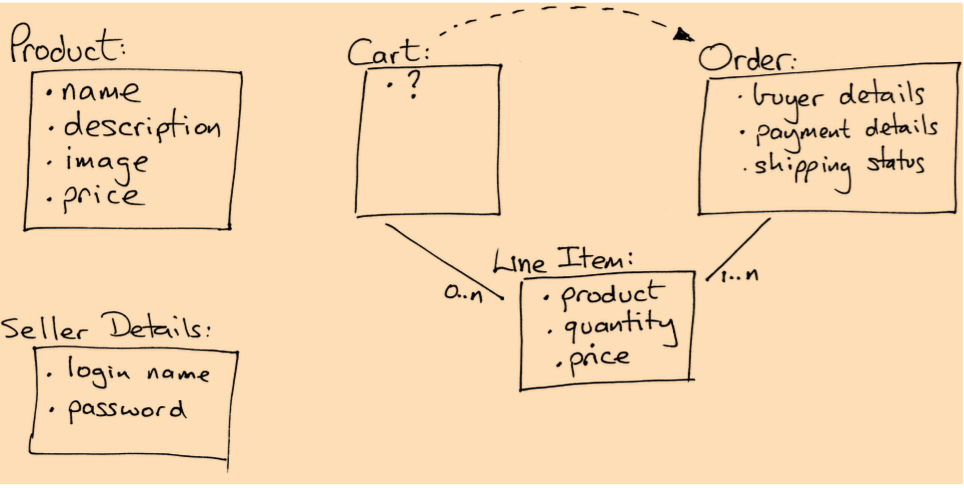 Product:
• name
• description
• image
• price
Cart:
• ?
Order:
• buyer details
• payment details
• shipping status
Line Item:
• product
• quantity
• price
0..n
1..n
Seller Details:
• login name
• password